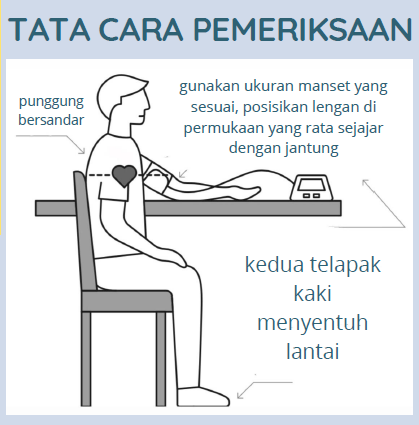 TATA CARA PEMERIKSAAN
punggung
bersandar
gunakan ukuran manset yang
sesuai, posisikan lengan di
permukaan yang rata sejajar
dengan jantung
kedua telapak
kaki
menyentuh
lantai